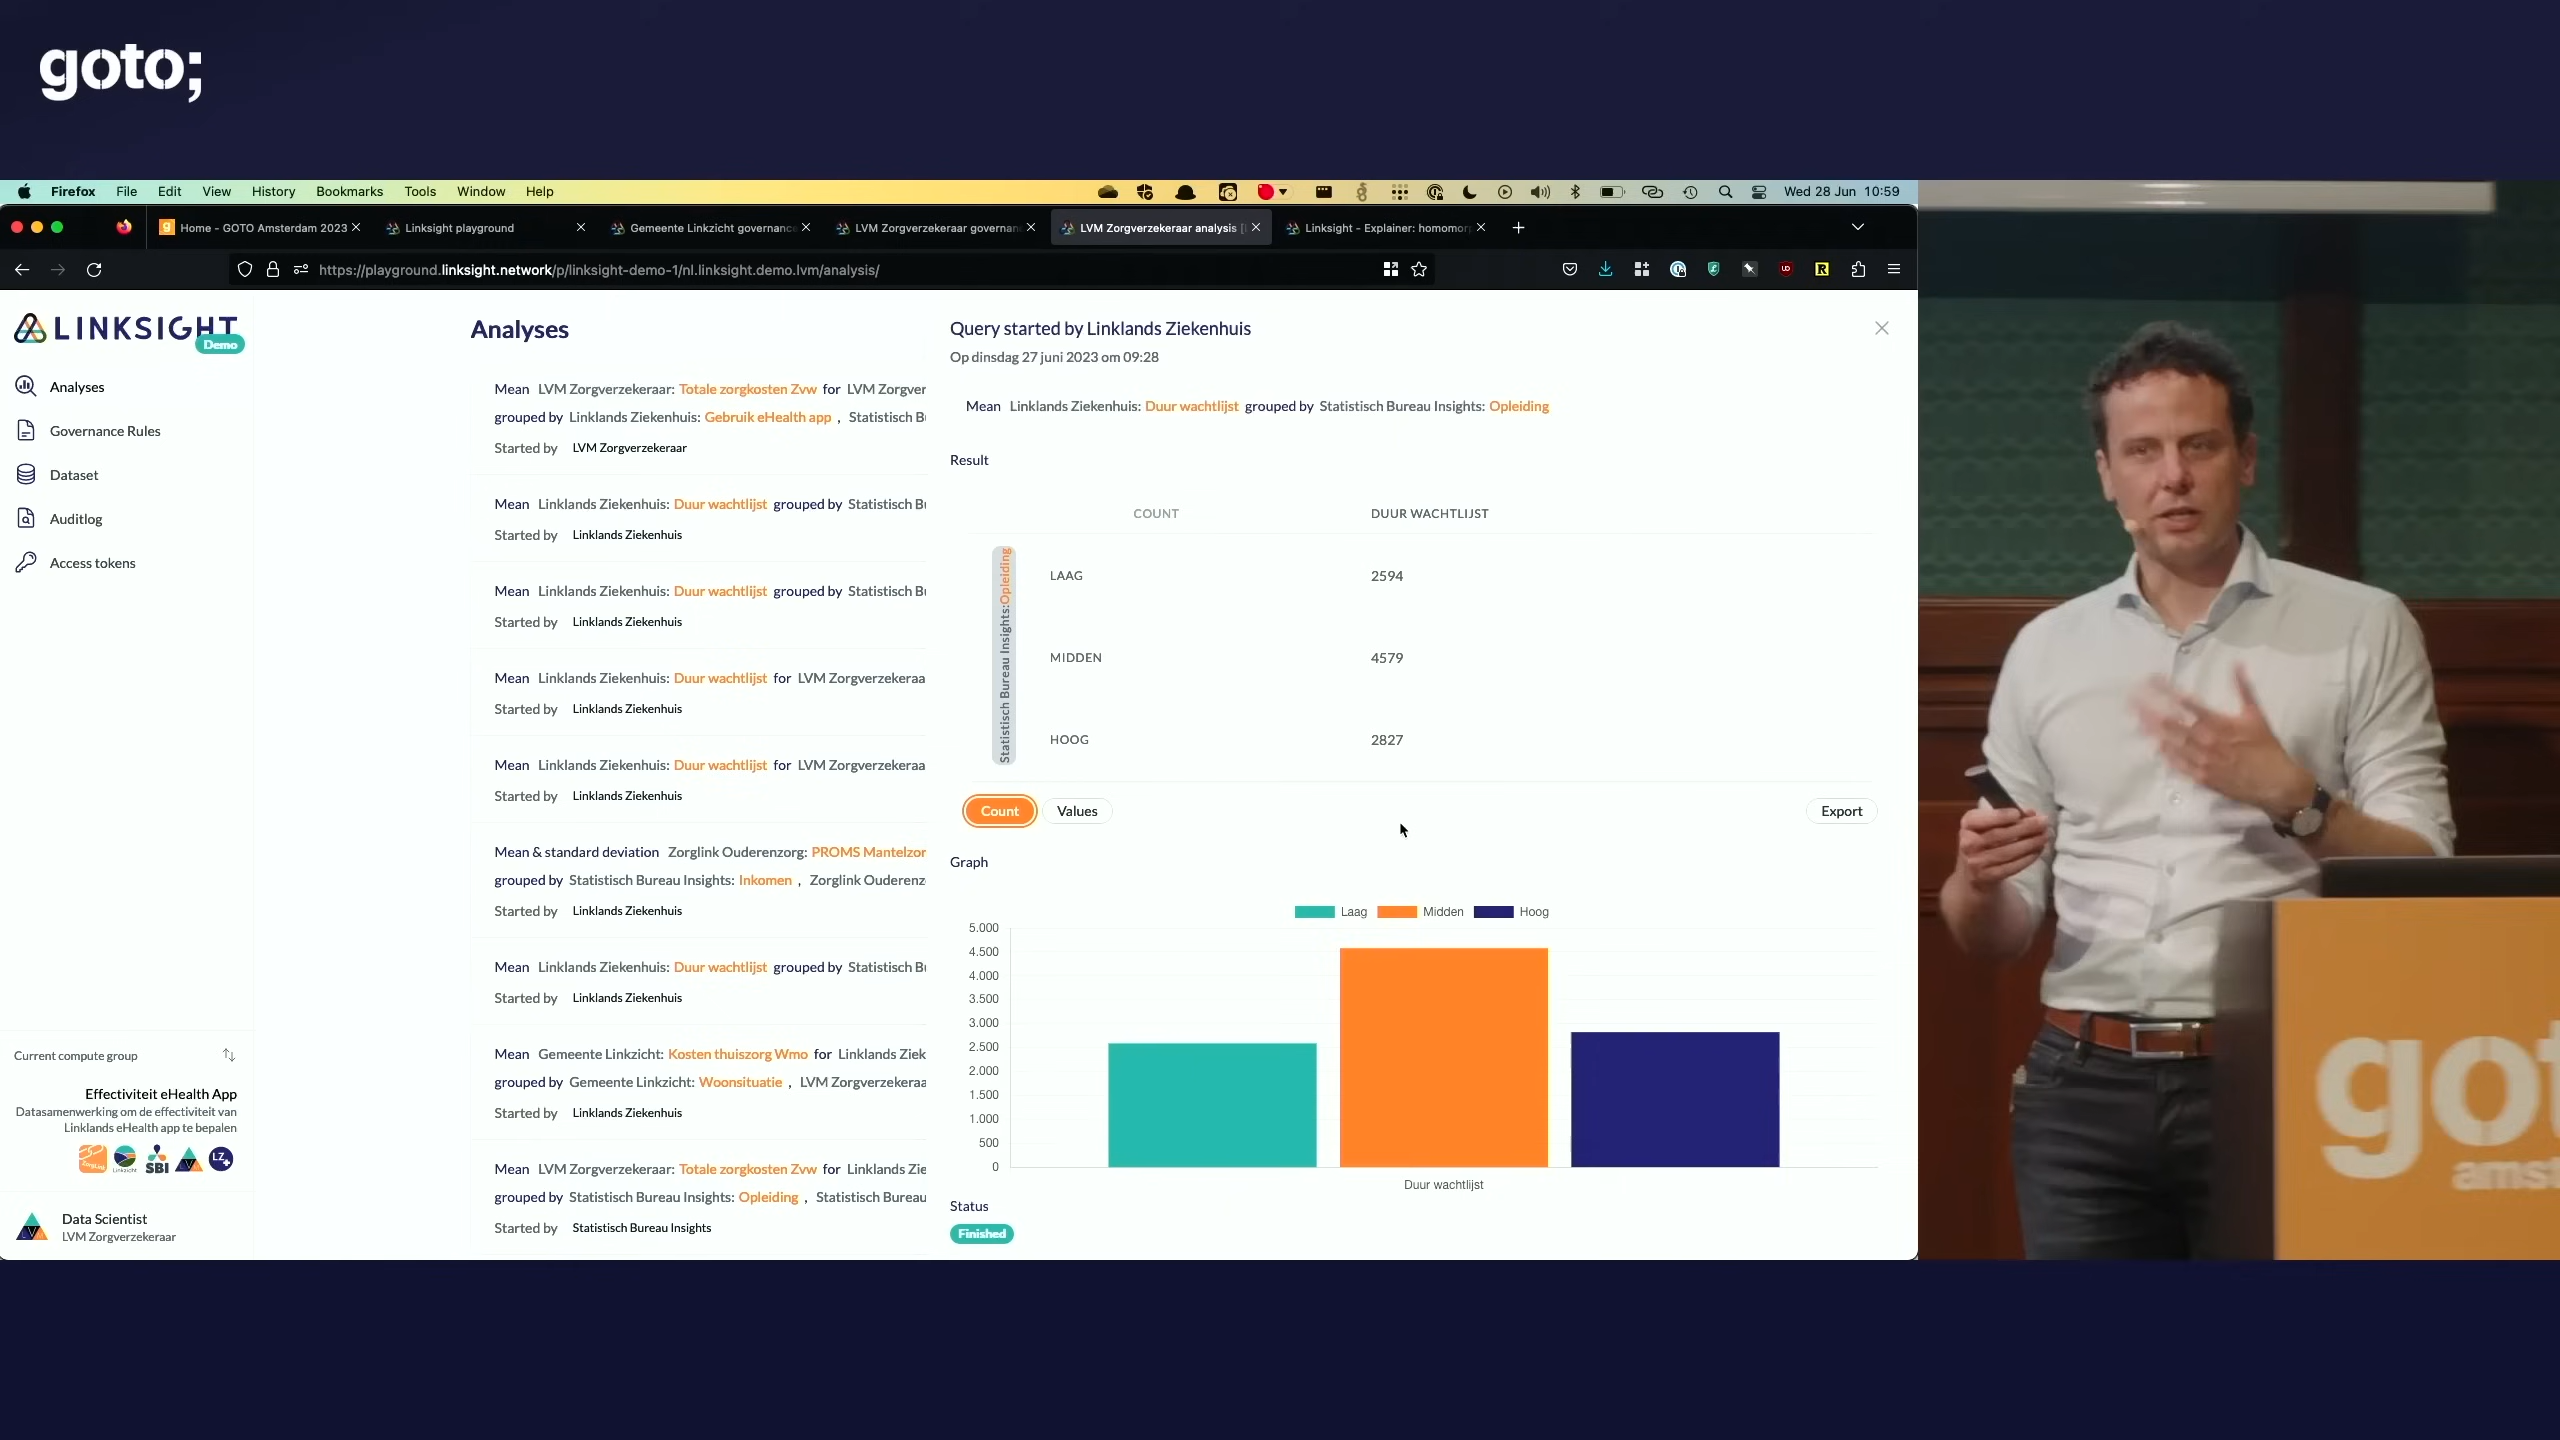 goto;
Firefox File Edit View History Bookmarks Tools Window Help
Wed 28 Jun 10:59
Home - GOTO Amsterdam 2023
Linksight playground
Gemeente Linkzicht governance
LVM Zorgverzekeraar governan
LVM Zorgverzekeraar analysis [
Linksight - Explainer: homomor
https://playground.linksight.network/p/linksight-demo-1/nl.linksight.demo.lvm/analysis/
LINKSIGHT
Demo
Analyses
Governance Rules
Dataset
Auditlog
Access tokens
Current compute group
Effectiviteit eHealth App
Datasamenwerking om de effectiviteit van
Linklands eHealth app te bepalen
SBI
LZ
Data Scientist
LVM Zorgverzekeraar
Analyses
Mean LVM Zorgverzekeraar: Totale zorgkosten Zvw for LVM Zorgver
grouped by Linklands Ziekenhuis: Gebruik eHealth app , Statistisch B
Started by LVM Zorgverzekeraar
Mean Linklands Ziekenhuis: Duur wachtlijst grouped by Statistisch B
Started by Linklands Ziekenhuis
Mean Linklands Ziekenhuis: Duur wachtlijst grouped by Statistisch B
Started by Linklands Ziekenhuis
Mean Linklands Ziekenhuis: Duur wachtlijst for LVM Zorgverzekeraa
Started by Linklands Ziekenhuis
Mean Linklands Ziekenhuis: Duur wachtlijst for LVM Zorgverzekeraa
Started by Linklands Ziekenhuis
Mean & standard deviation Zorglink Ouderenzorg: PROMS Mantelzor
grouped by Statistisch Bureau Insights: Inkomen , Zorglink Ouderenz
Started by Linklands Ziekenhuis
Mean Linklands Ziekenhuis: Duur wachtlijst grouped by Statistisch B
Started by Linklands Ziekenhuis
Mean Gemeente Linkzicht: Kosten thuiszorg Wmo for Linklands Ziek
grouped by Gemeente Linkzicht: Woonsituatie , LVM Zorgverzekeraa
Started by Linklands Ziekenhuis
Mean LVM Zorgverzekeraar: Totale zorgkosten Zvw for Linklands Zie
grouped by Statistisch Bureau Insights: Opleiding , Statistisch Bureau
Started by Statistisch Bureau Insights
Query started by Linklands Ziekenhuis
Op dinsdag 27 juni 2023 om 09:28
Mean Linklands Ziekenhuis: Duur wachtlijst grouped by Statistisch Bureau Insights: Opleiding
Result
COUNT DUUR WACHTLIJST
Statistisch Bureau Insights:Opleiding
LAAG 2594
MIDDEN 4579
HOOG 2827
Count Values Export
Graph
Laag Midden Hoog
5.000
4.500
4.000
3.500
3.000
2.500
2.000
1.500
1.000
500
0
Duur wachtlijst
Status
Finished
got
amst